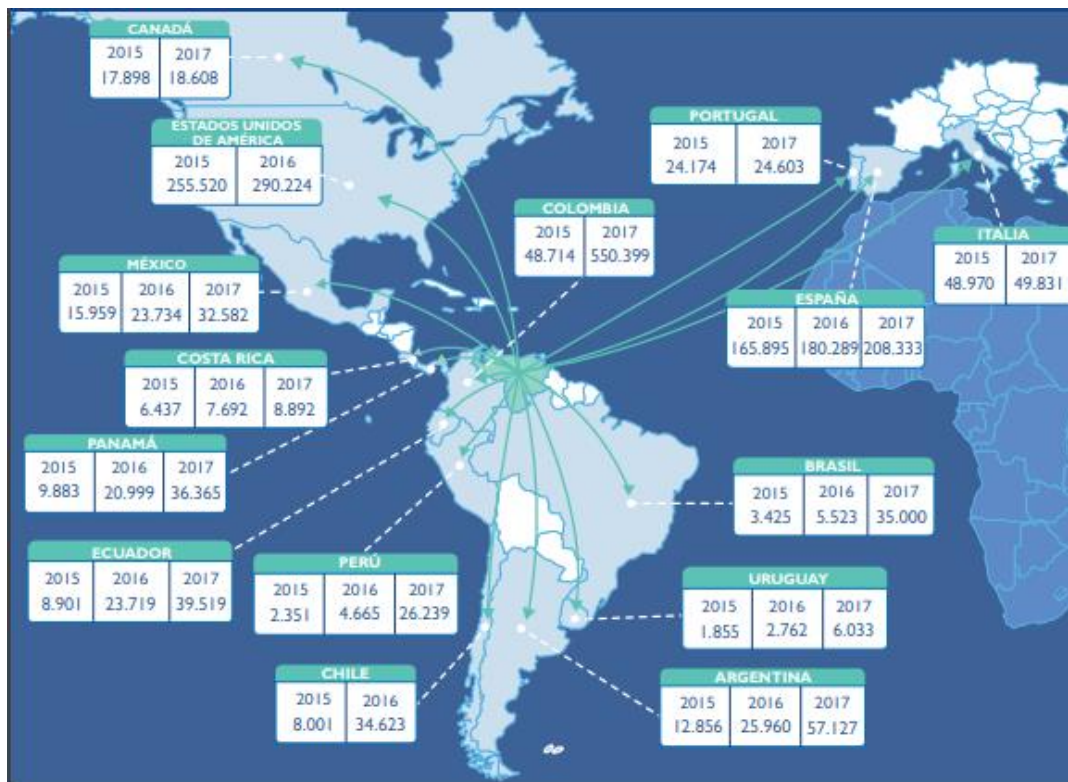 CANADÁ
2015 2017
17.898 18.608
ESTADOS UNIDOS
DE AMÉRICA
2015 2016
255.520 290.224
PORTUGAL
2015 2017
24.174 24.603
COLOMBIA
2015 2017
48.714 550.399
ITALIA
2015 2017
48.970 49.831
MÉXICO
2015 2016 2017
15.959 23.734 32.582
ESPAÑA
2015 2016 2017
165.895 180.289 208.333
COSTA RICA
2015 2016 2017
6.437 7.692 8.892
PANAMÁ
2015 2016 2017
9.883 20.999 36.365
BRASIL
2015 2016 2017
3.425 5.523 35.000
ECUADOR
2015 2016 2017
8.901 23.719 39.519
PERÚ
2015 2016 2017
2.351 4.665 26.239
URUGUAY
2015 2016 2017
1.855 2.762 6.033
CHILE
2015 2016
8.001 34.623
ARGENTINA
2015 2016 2017
12.856 25.960 57.127